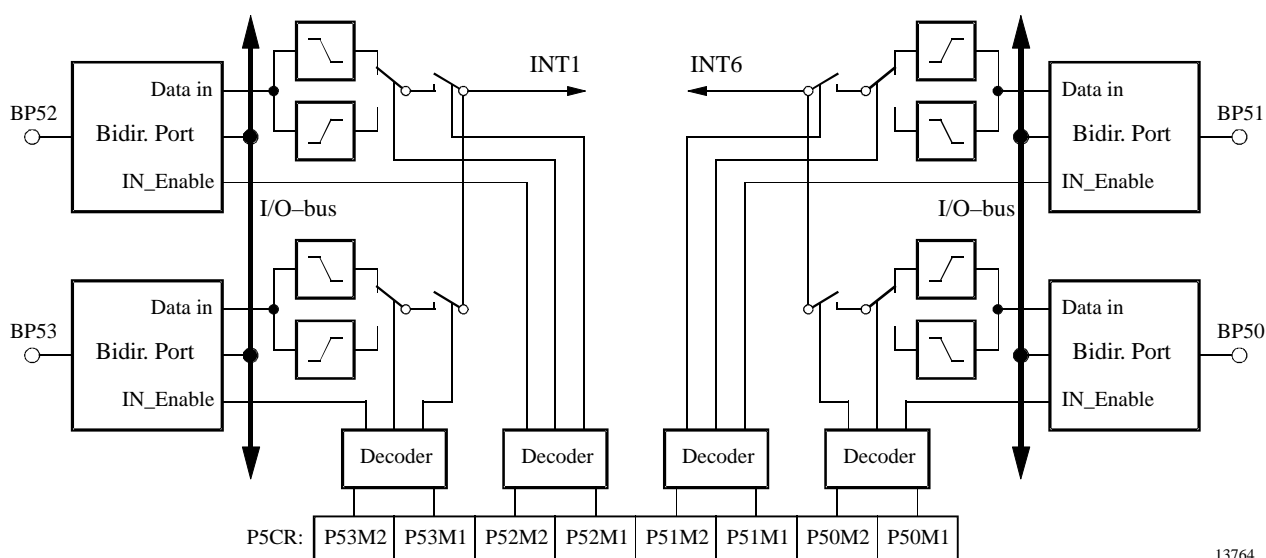 INT1 INT6
Data in Data in
BP52 BP51
Bidir. Port Bidir. Port
IN_Enable IN_Enable
I/O–bus I/O–bus
Data in Data in
BP53 BP50
Bidir. Port Bidir. Port
IN_Enable IN_Enable
Decoder Decoder Decoder Decoder
P5CR: P53M2 P53M1 P52M2 P52M1 P51M2 P51M1 P50M2 P50M1
13764